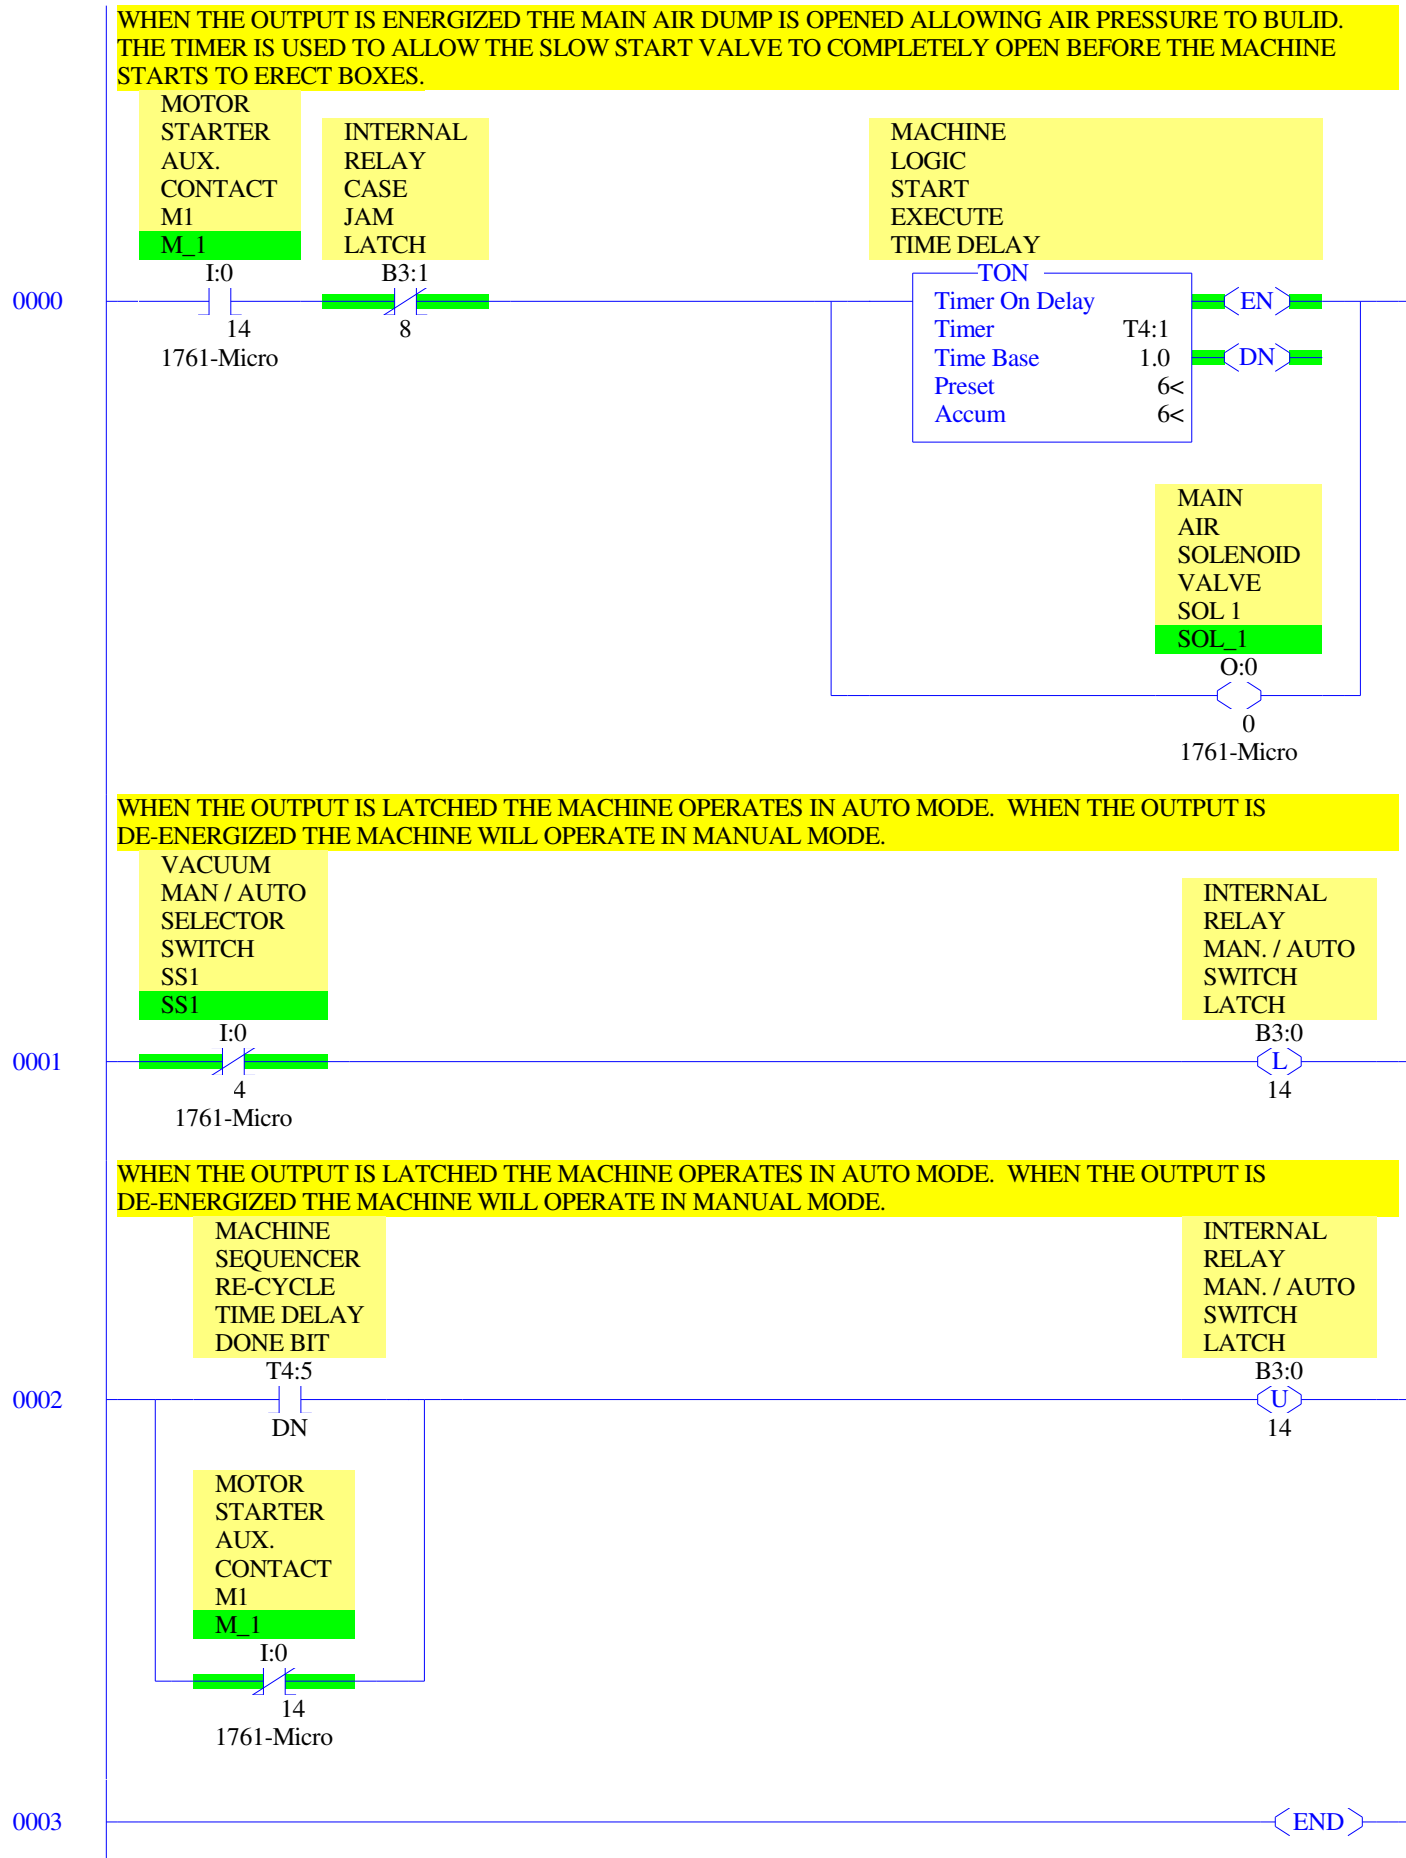 WHEN THE OUTPUT IS ENERGIZED THE MAIN AIR DUMP IS OPENED ALLOWING AIR PRESSURE TO BULID.
THE TIMER IS USED TO ALLOW THE SLOW START VALVE TO COMPLETELY OPEN BEFORE THE MACHINE
STARTS TO ERECT BOXES.
MOTOR
STARTER
AUX.
CONTACT
M1
M_1
I:0
14
1761-Micro
INTERNAL
RELAY
CASE
JAM
LATCH
B3:1
8
MACHINE
LOGIC
START
EXECUTE
TIME DELAY
TON
Timer On Delay
Timer T4:1
Time Base 1.0
Preset 6<
Accum 6<
EN
DN
0000
MAIN
AIR
SOLENOID
VALVE
SOL 1
SOL_1
O:0
0
1761-Micro
WHEN THE OUTPUT IS LATCHED THE MACHINE OPERATES IN AUTO MODE. WHEN THE OUTPUT IS
DE-ENERGIZED THE MACHINE WILL OPERATE IN MANUAL MODE.
VACUUM
MAN / AUTO
SELECTOR
SWITCH
SS1
SS1
I:0
4
1761-Micro
INTERNAL
RELAY
MAN. / AUTO
SWITCH
LATCH
B3:0
L
14
0001
WHEN THE OUTPUT IS LATCHED THE MACHINE OPERATES IN AUTO MODE. WHEN THE OUTPUT IS
DE-ENERGIZED THE MACHINE WILL OPERATE IN MANUAL MODE.
MACHINE
SEQUENCER
RE-CYCLE
TIME DELAY
DONE BIT
T4:5
DN
INTERNAL
RELAY
MAN. / AUTO
SWITCH
LATCH
B3:0
U
14
0002
MOTOR
STARTER
AUX.
CONTACT
M1
M_1
I:0
14
1761-Micro
0003
END